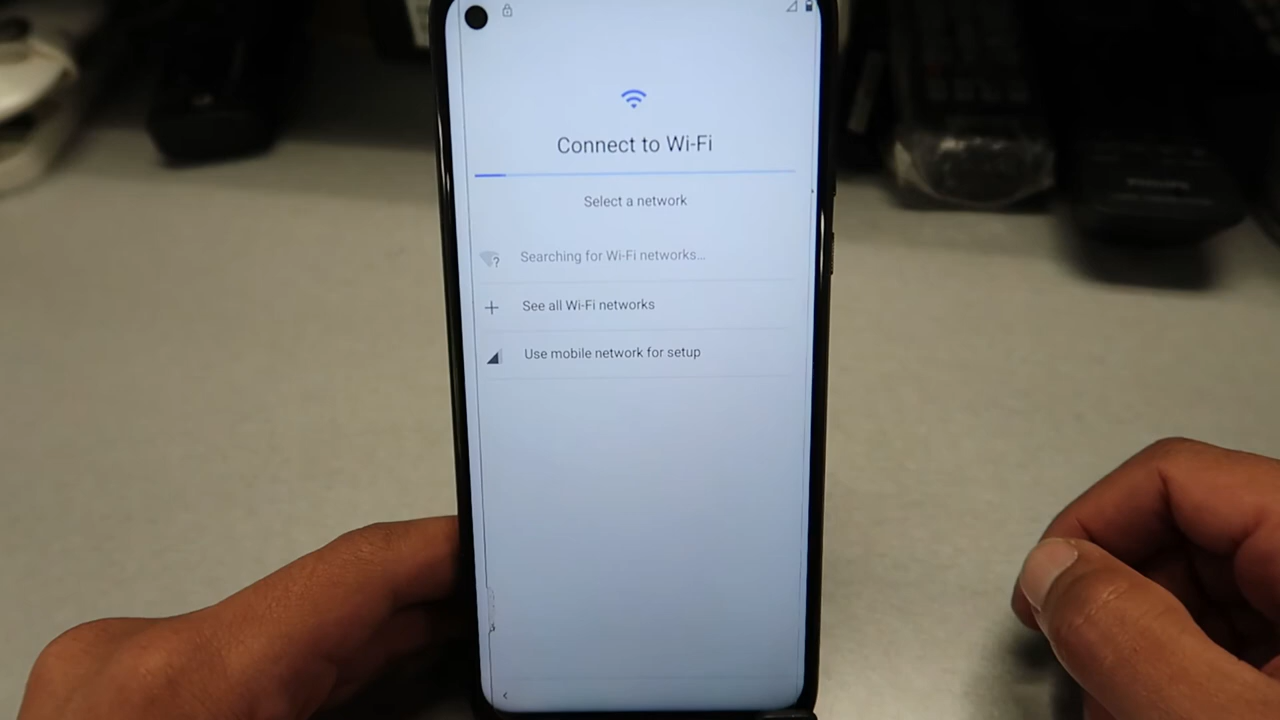 Connect to Wi-Fi
Select a network
Searching for Wi-Fi networks...
See all Wi-Fi networks
Use mobile network for setup